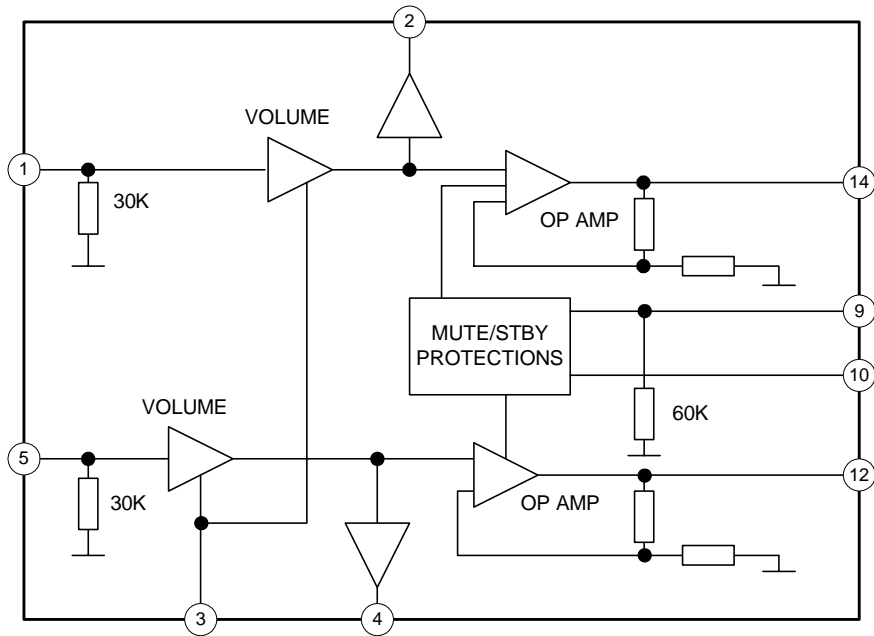 2
VOLUME
1
14
30K
OP AMP
9
MUTE/STBY
PROTECTIONS
10
VOLUME
60K
5
12
30K
OP AMP
3
4